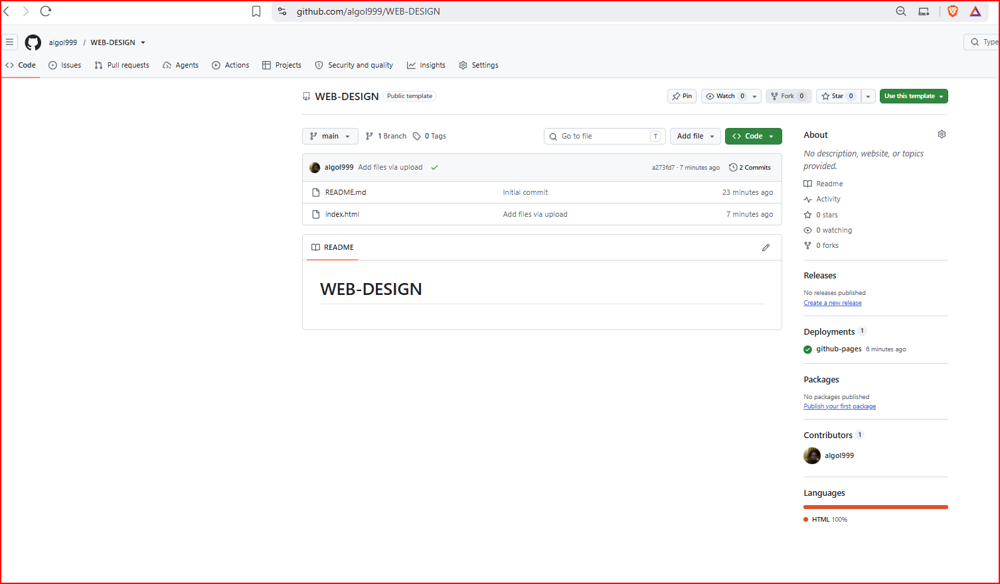 github.com/algol999/WEB-DESIGN
algol999 / WEB-DESIGN
Type
Code Issues Pull requests Agents Actions Projects Security and quality Insights Settings
WEB-DESIGN Public template
Pin Watch 0 Fork 0 Star 0 Use this template
main 1 Branch 0 Tags Go to file T Add file Code
algol999 Add files via upload a273fd7 · 7 minutes ago 2 Commits
README.md Initial commit 23 minutes ago
index.html Add files via upload 7 minutes ago
README
WEB-DESIGN
About
No description, website, or topics
provided.
Readme
Activity
0 stars
0 watching
0 forks
Releases
No releases published
Create a new release
Deployments 1
github-pages 6 minutes ago
Packages
No packages published
Publish your first package
Contributors 1
algol999
Languages
HTML 100%